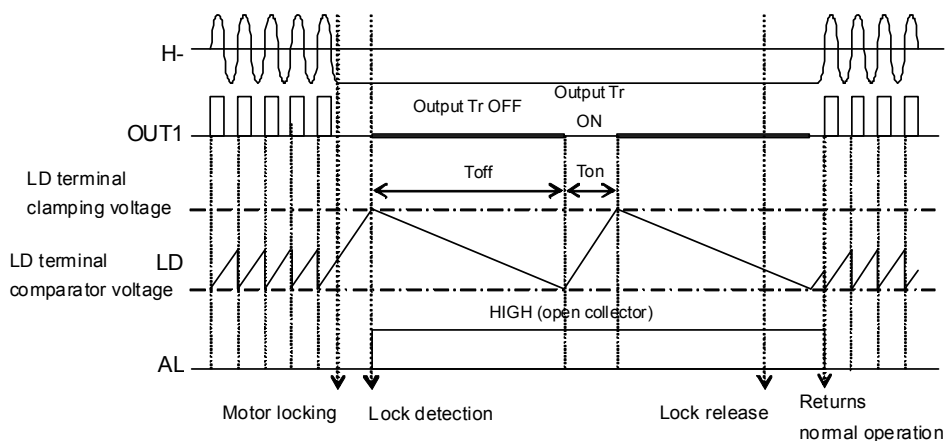 H-
Output Tr OFF
Output Tr
ON
OUT1
Toff
Ton
LD terminal
clamping voltage
LD
LD terminal
comparator voltage
HIGH (open collector)
AL
Motor locking
Lock detection
Lock release
Returns
normal operation